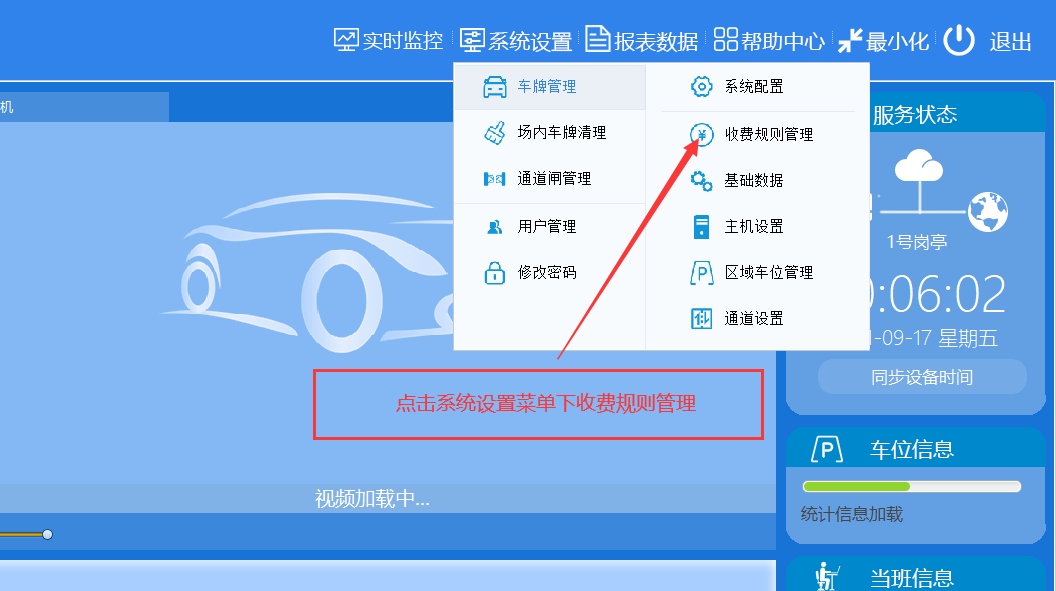 实时监控 系统设置 报表数据 帮助中心 最小化 退出
机
车牌管理
场内车牌清理
通道闸管理
用户管理
修改密码
系统配置
收费规则管理
基础数据
主机设置
区域车位管理
通道设置
服务状态
1号岗亭
:06:02
-09-17 星期五
同步设备时间
点击系统设置菜单下收费规则管理
视频加载中...
车位信息
统计信息加载
当班信息